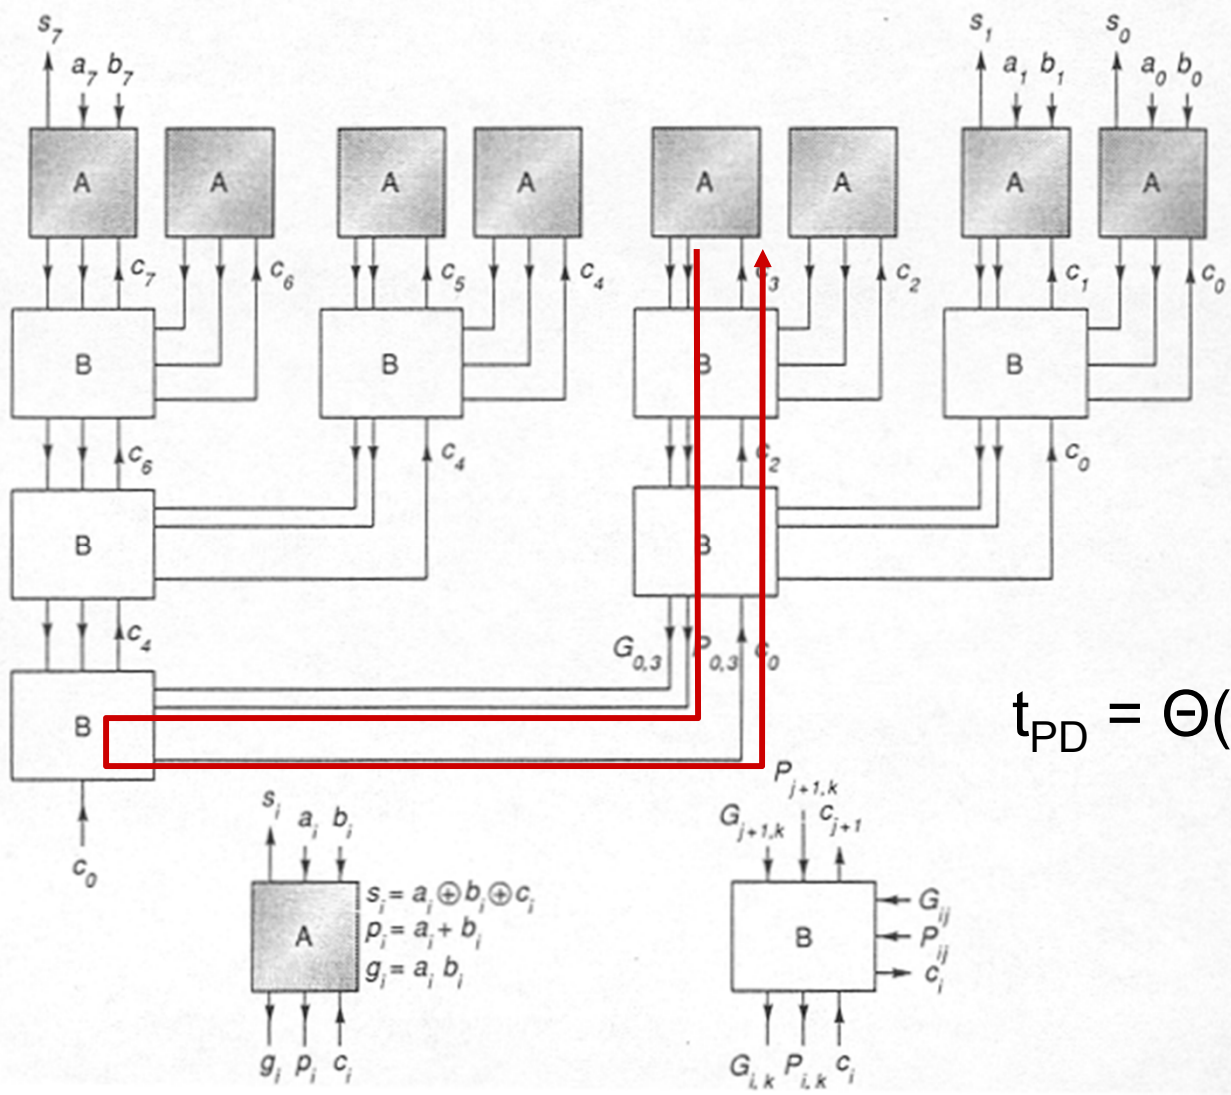 s7 s1 s0
a7 b7 a1 b1 a0 b0
A A A A A A A A
c7 c6 c5 c4 c3 c2 c1 c0
B B B B
c6 c4 c2 c0
B B
c4 G0,3 P0,3 c0
B
tPD = Θ(
c0
si ai bi
A
si = ai ⊕ bi ⊕ ci
pi = ai + bi
gi = ai bi
gi pi ci
Pj+1,k
Gj+1,k cj+1
B
Gij
Pij
ci
Gi,k Pi,k ci